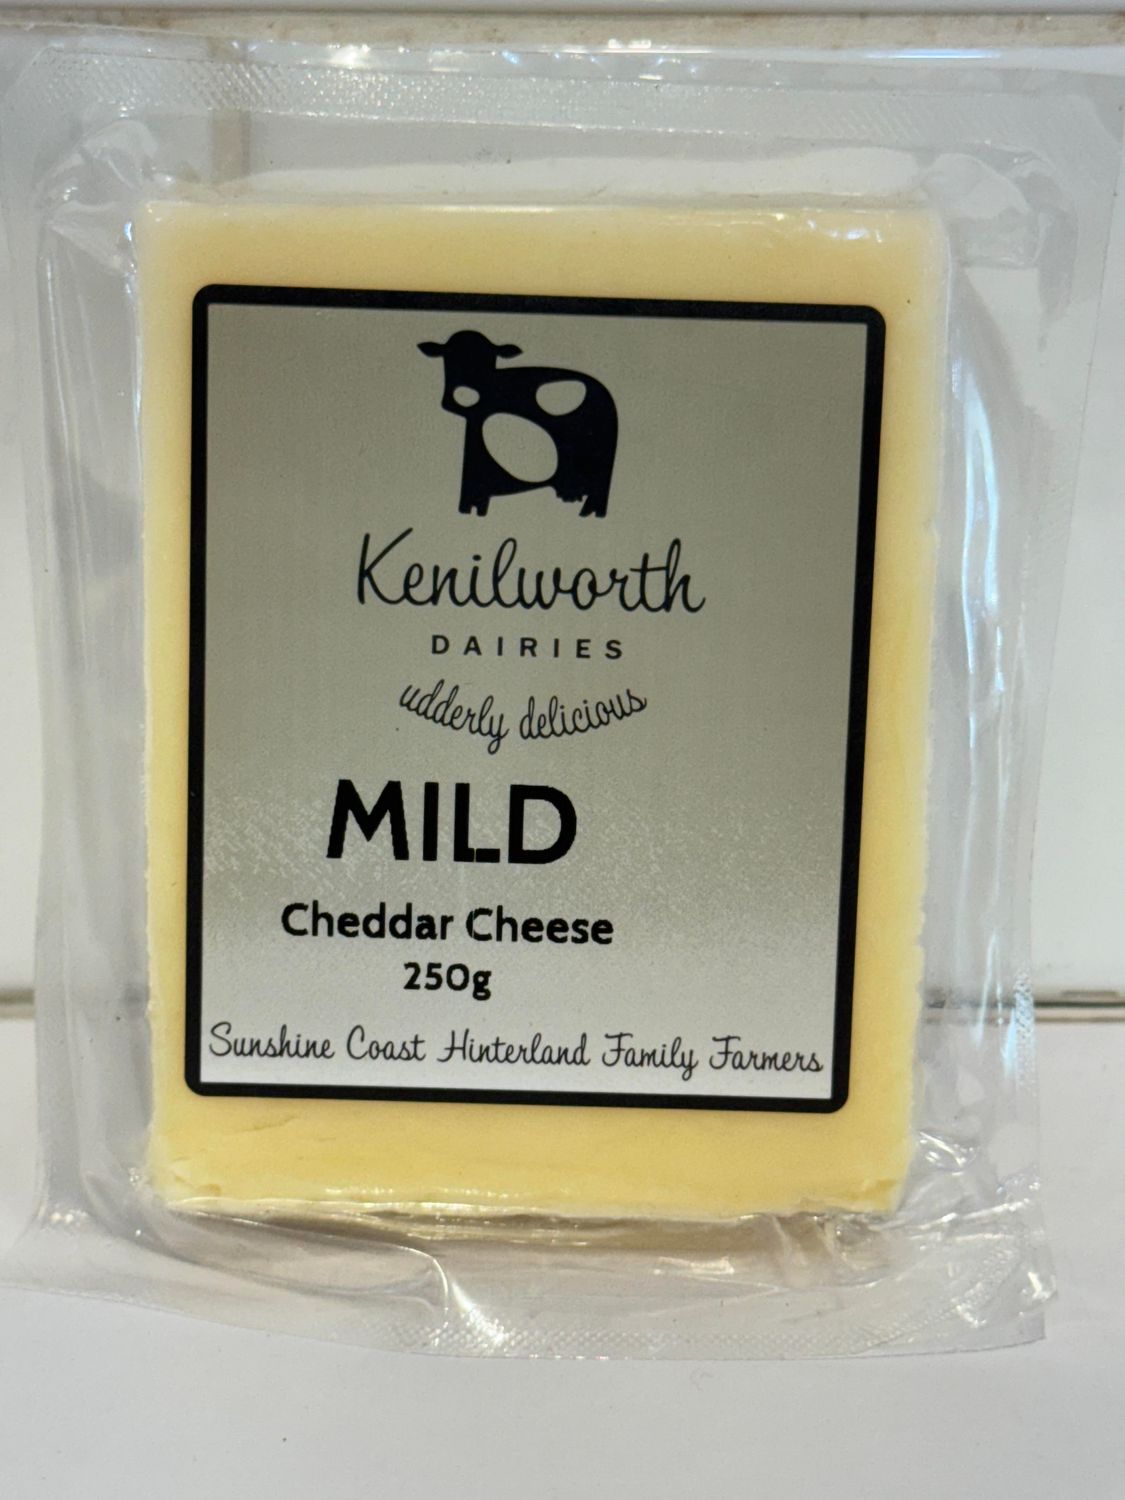 Kenilworth
DAIRIES
udderly delicious
MILD
Cheddar Cheese
250g
Sunshine Coast Hinterland Family Farmers